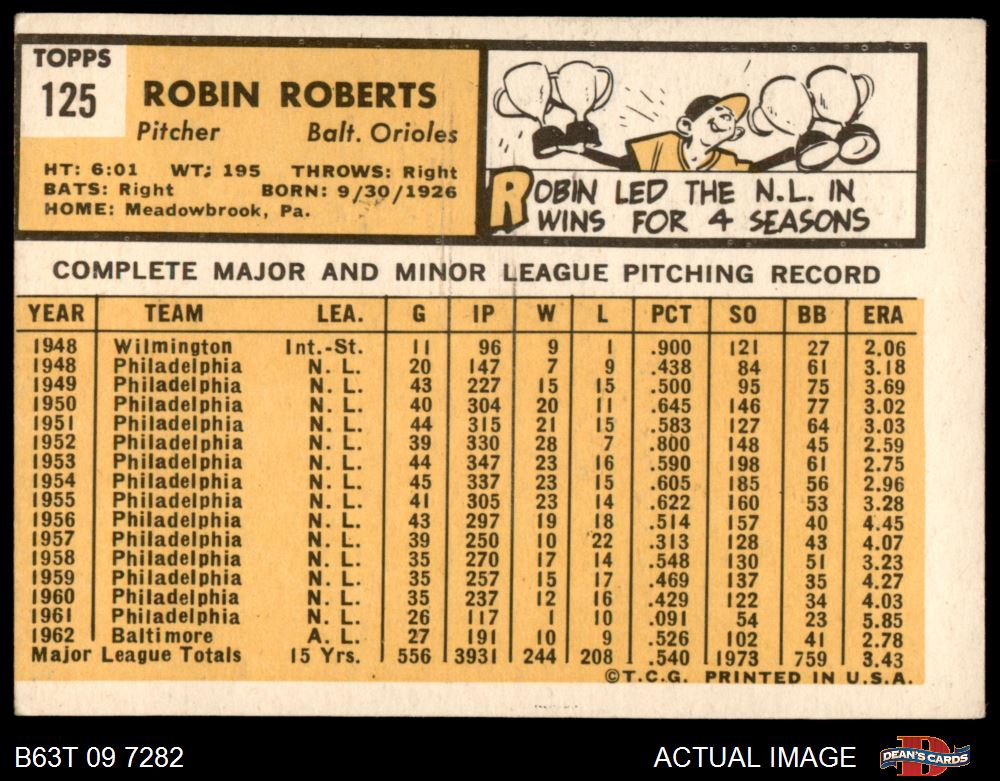 TOPPS
125
ROBIN ROBERTS
Pitcher Balt. Orioles
HT: 6:01 WT: 195 THROWS: Right
BATS: Right BORN: 9/30/1926
HOME: Meadowbrook, Pa.
ROBIN LED THE N.L. IN
WINS FOR 4 SEASONS
COMPLETE MAJOR AND MINOR LEAGUE PITCHING RECORD
YEAR TEAM LEA. G IP W L PCT SO BB ERA
1948 Wilmington Int.-St. 11 96 9 1 .900 121 27 2.06
1948 Philadelphia N. L. 20 147 7 9 .438 84 61 3.18
1949 Philadelphia N. L. 43 227 15 15 .500 95 75 3.69
1950 Philadelphia N. L. 40 304 20 11 .645 146 77 3.02
1951 Philadelphia N. L. 44 315 21 15 .583 127 64 3.03
1952 Philadelphia N. L. 39 330 28 7 .800 148 45 2.59
1953 Philadelphia N. L. 44 347 23 16 .590 198 61 2.75
1954 Philadelphia N. L. 45 337 23 15 .605 185 56 2.96
1955 Philadelphia N. L. 41 305 23 14 .622 160 53 3.28
1956 Philadelphia N. L. 43 297 19 18 .514 157 40 4.45
1957 Philadelphia N. L. 39 250 10 22 .313 128 43 4.07
1958 Philadelphia N. L. 35 270 17 14 .548 130 51 3.23
1959 Philadelphia N. L. 35 257 15 17 .469 137 35 4.27
1960 Philadelphia N. L. 35 237 12 16 .429 122 34 4.03
1961 Philadelphia N. L. 26 117 1 10 .091 54 23 5.85
1962 Baltimore A. L. 27 191 10 9 .526 102 41 2.78
Major League Totals 15 Yrs. 556 3931 244 208 .540 1973 759 3.43
©T.C.G. PRINTED IN U.S.A.
B63T 09 7282
ACTUAL IMAGE
DEAN'S CARDS